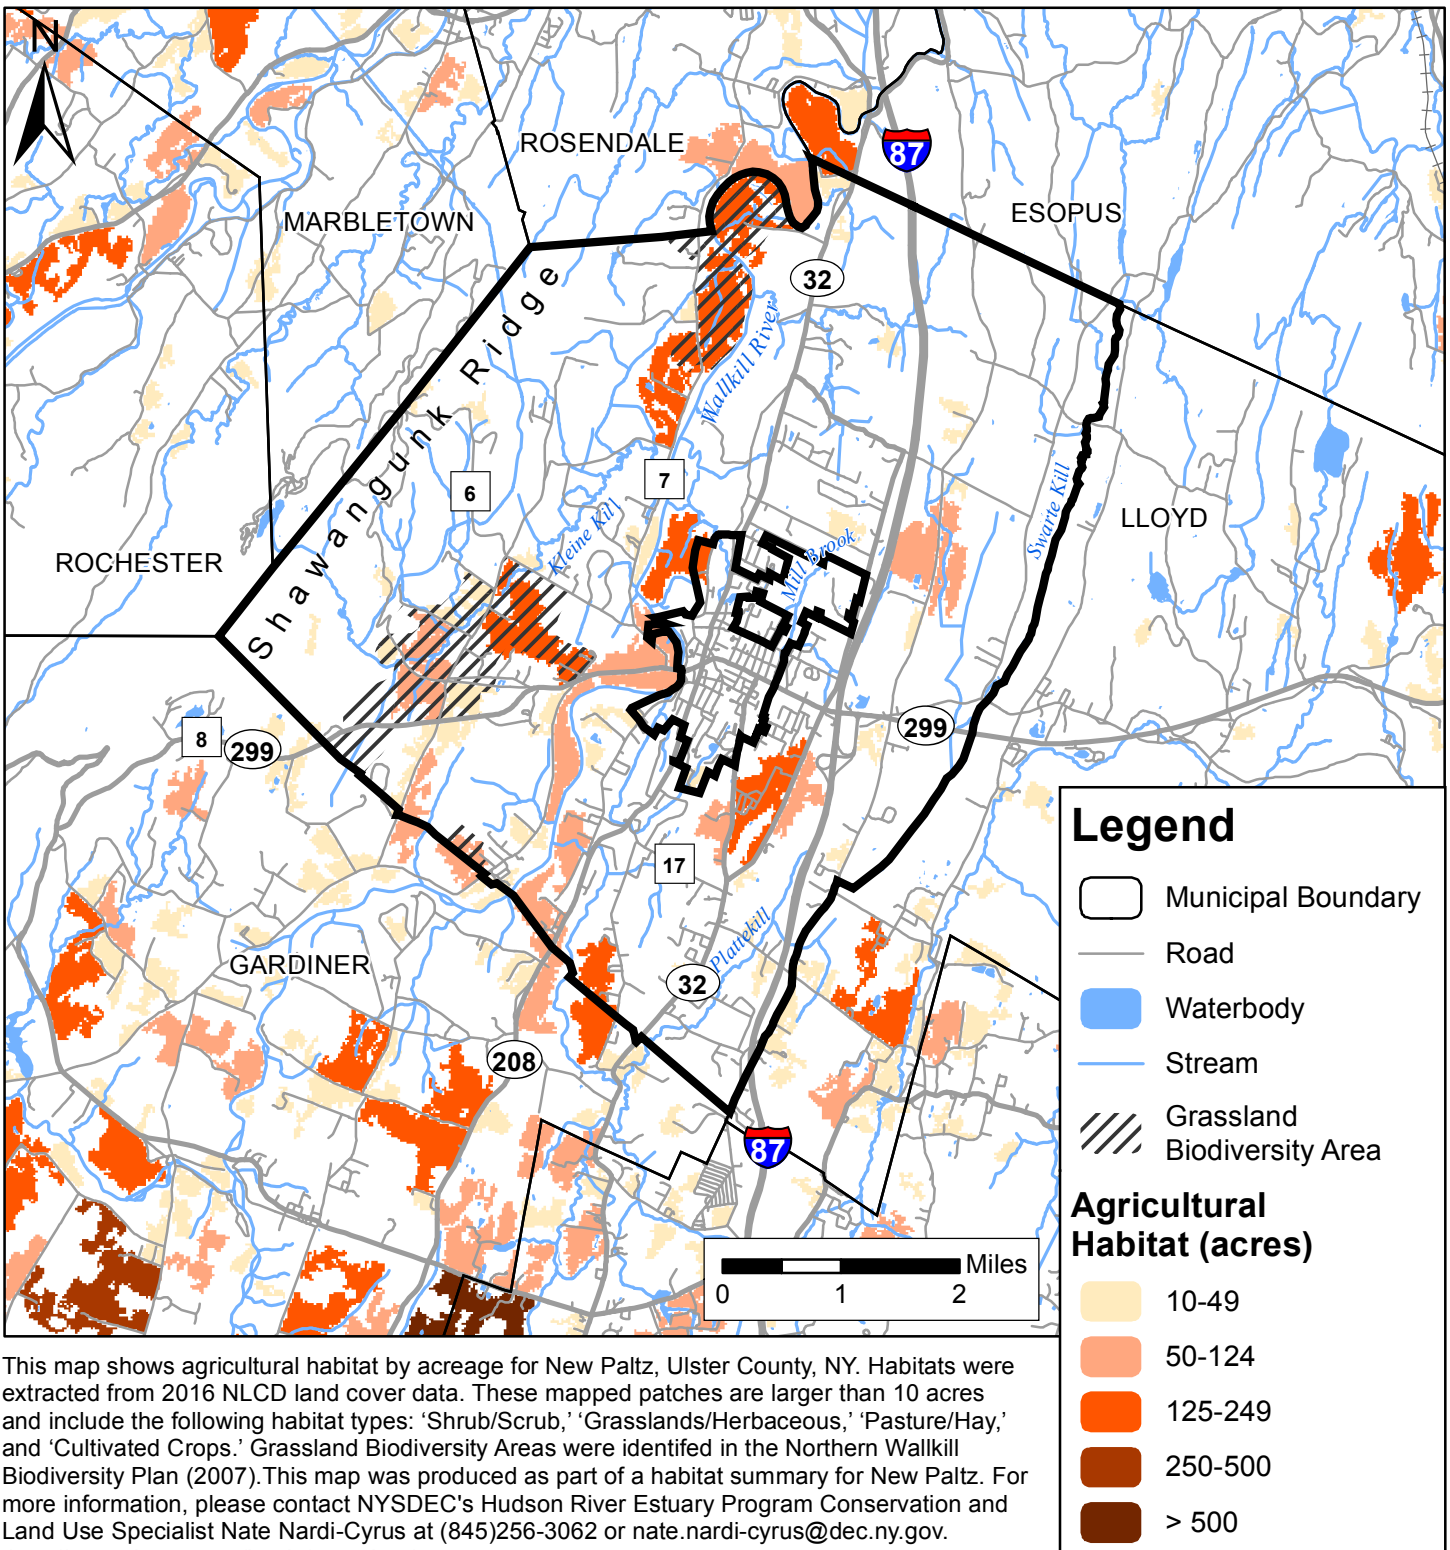 N
ROSENDALE
87
MARBLETOWN
ESOPUS
32
Shawangunk Ridge
Wallkill River
6
7
Kleine Kill
Mill Brook
Swarte Kill
LLOYD
ROCHESTER
8
299
299
17
Plattekill
GARDINER
32
208
87
Miles
0 1 2
Legend
Municipal Boundary
Road
Waterbody
Stream
Grassland
Biodiversity Area
Agricultural
Habitat (acres)
10-49
50-124
125-249
250-500
> 500
This map shows agricultural habitat by acreage for New Paltz, Ulster County, NY. Habitats were
extracted from 2016 NLCD land cover data. These mapped patches are larger than 10 acres
and include the following habitat types: ‘Shrub/Scrub,’ ‘Grasslands/Herbaceous,’ ‘Pasture/Hay,’
and ‘Cultivated Crops.’ Grassland Biodiversity Areas were identifed in the Northern Wallkill
Biodiversity Plan (2007).This map was produced as part of a habitat summary for New Paltz. For
more information, please contact NYSDEC's Hudson River Estuary Program Conservation and
Land Use Specialist Nate Nardi-Cyrus at (845)256-3062 or nate.nardi-cyrus@dec.ny.gov.